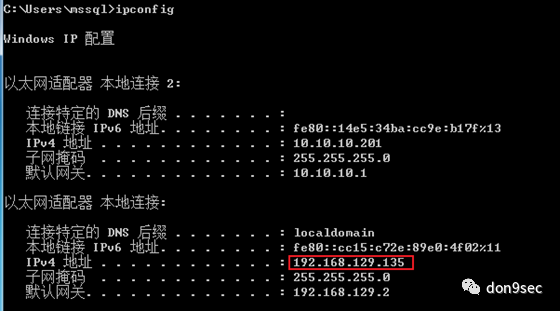 C:\Users\mssql>ipconfig
Windows IP 配置
以太网适配器 本地连接 2:
连接特定的 DNS 后缀 . . . . . . . :
本地链接 IPv6 地址. . . . . . . . : fe80::14e5:34ba:cc9e:b17f%13
IPv4 地址 . . . . . . . . . . . . : 10.10.10.201
子网掩码 . . . . . . . . . . . . : 255.255.255.0
默认网关. . . . . . . . . . . . . : 10.10.10.1
以太网适配器 本地连接:
连接特定的 DNS 后缀 . . . . . . . : localdomain
本地链接 IPv6 地址. . . . . . . . : fe80::cc15:c72e:89e0:4f02%11
IPv4 地址 . . . . . . . . . . . . : 192.168.129.135
子网掩码 . . . . . . . . . . . . : 255.255.255.0
默认网关. . . . . . . . . . . . . : 192.168.129.2
don9sec